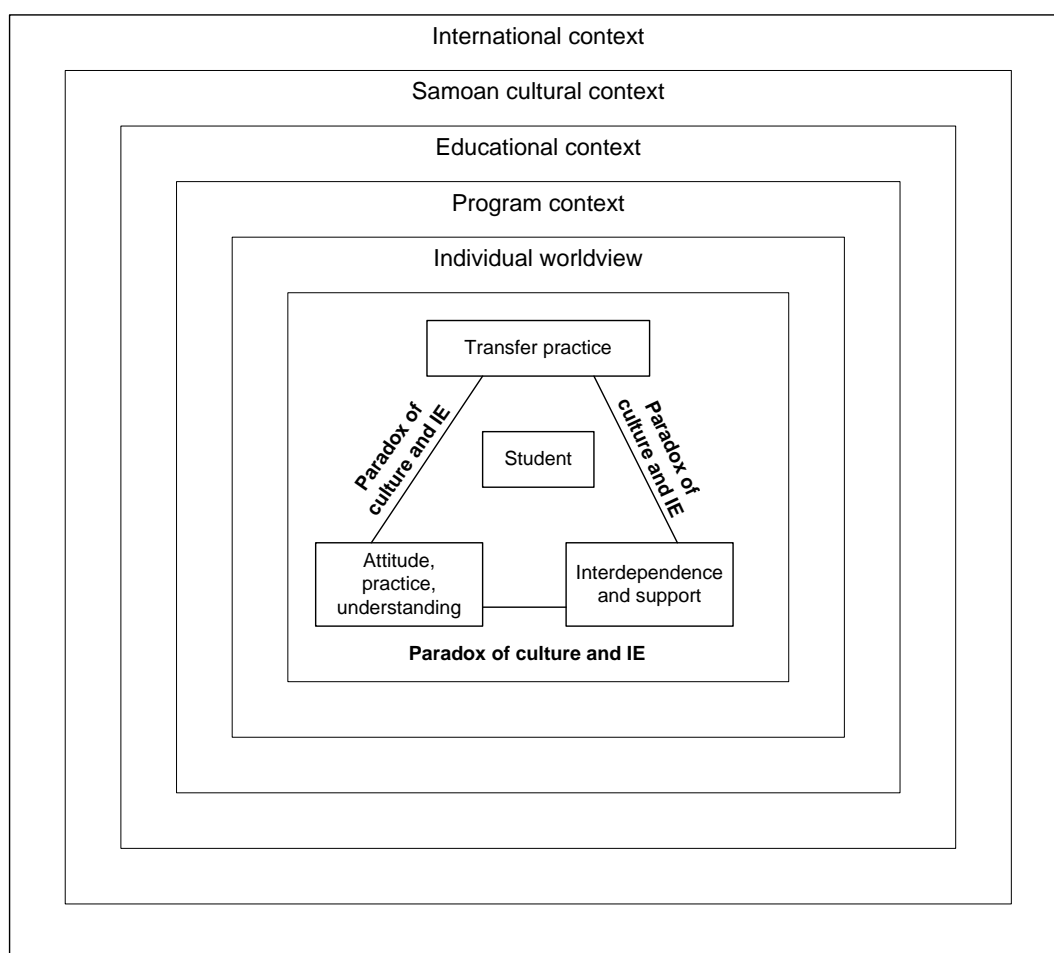 International context
Samoan cultural context
Educational context
Program context
Individual worldview
Transfer practice
Paradox of
culture and IE
Paradox of
culture and IE
Student
Attitude,
practice,
understanding
Interdependence
and support
Paradox of culture and IE